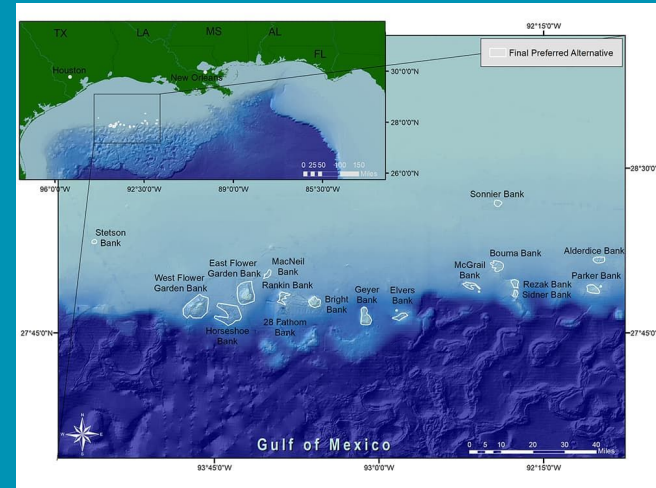 92°15'0"W
TX
LA
MS
AL
FL
Final Preferred Alternative
Houston
New Orleans
30°0'0"N
28°0'0"N
26°0'0"N
0 25 50 100 150
Miles
96°0'0"W
92°30'0"W
89°0'0"W
85°30'0"W
28°30'0"N
Sonnier Bank
Stetson
Bank
West Flower
Garden Bank
East Flower
Garden Bank
MacNeil
Bank
Rankin Bank
Horseshoe
Bank
28 Fathom
Bank
Bright
Bank
Geyer
Bank
Elvers
Bank
McGrail
Bank
Bouma Bank
Rezak Bank
Sidner Bank
Alderdice Bank
Parker Bank
27°45'0"N
27°45'0"N
N
W
E
S
Gulf of Mexico
0 5 10 20 30 40
Miles
93°45'0"W
93°0'0"W
92°15'0"W